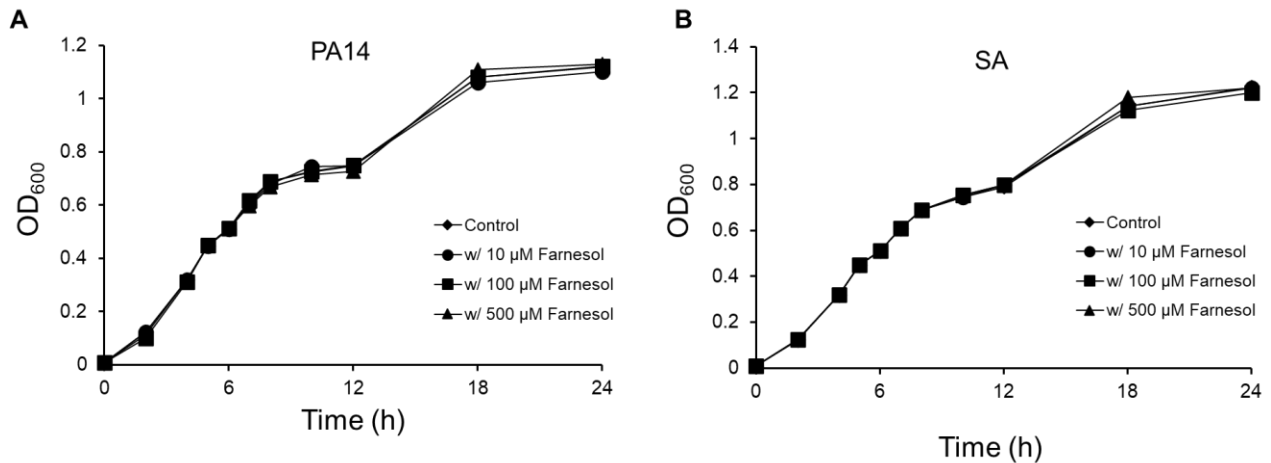 A
PA14
1.2
1
0.8
0.6
0.4
0.2
0
OD600
Control
w/ 10 µM Farnesol
w/ 100 µM Farnesol
w/ 500 µM Farnesol
0 6 12 18 24
Time (h)
B
SA
1.4
1.2
1.0
0.8
0.6
0.4
0.2
0
OD600
Control
w/ 10 µM Farnesol
w/ 100 µM Farnesol
w/ 500 µM Farnesol
0 6 12 18 24
Time (h)